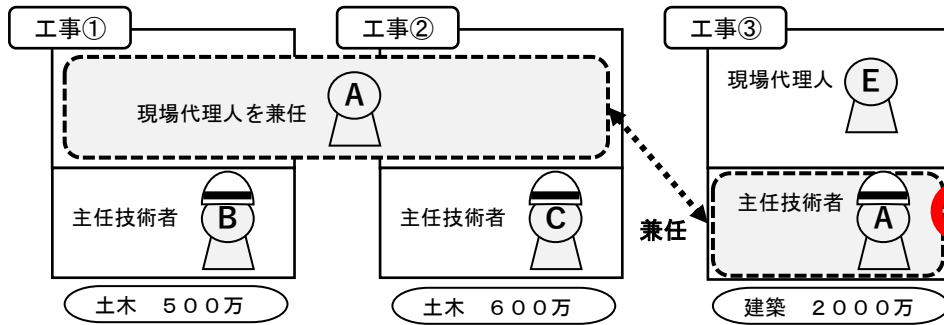 工事①
工事②
工事③
現場代理人を兼任
A
現場代理人
E
主任技術者
B
主任技術者
C
兼任
主任技術者
A
土木　５００万
土木　６００万
建築　２０００万